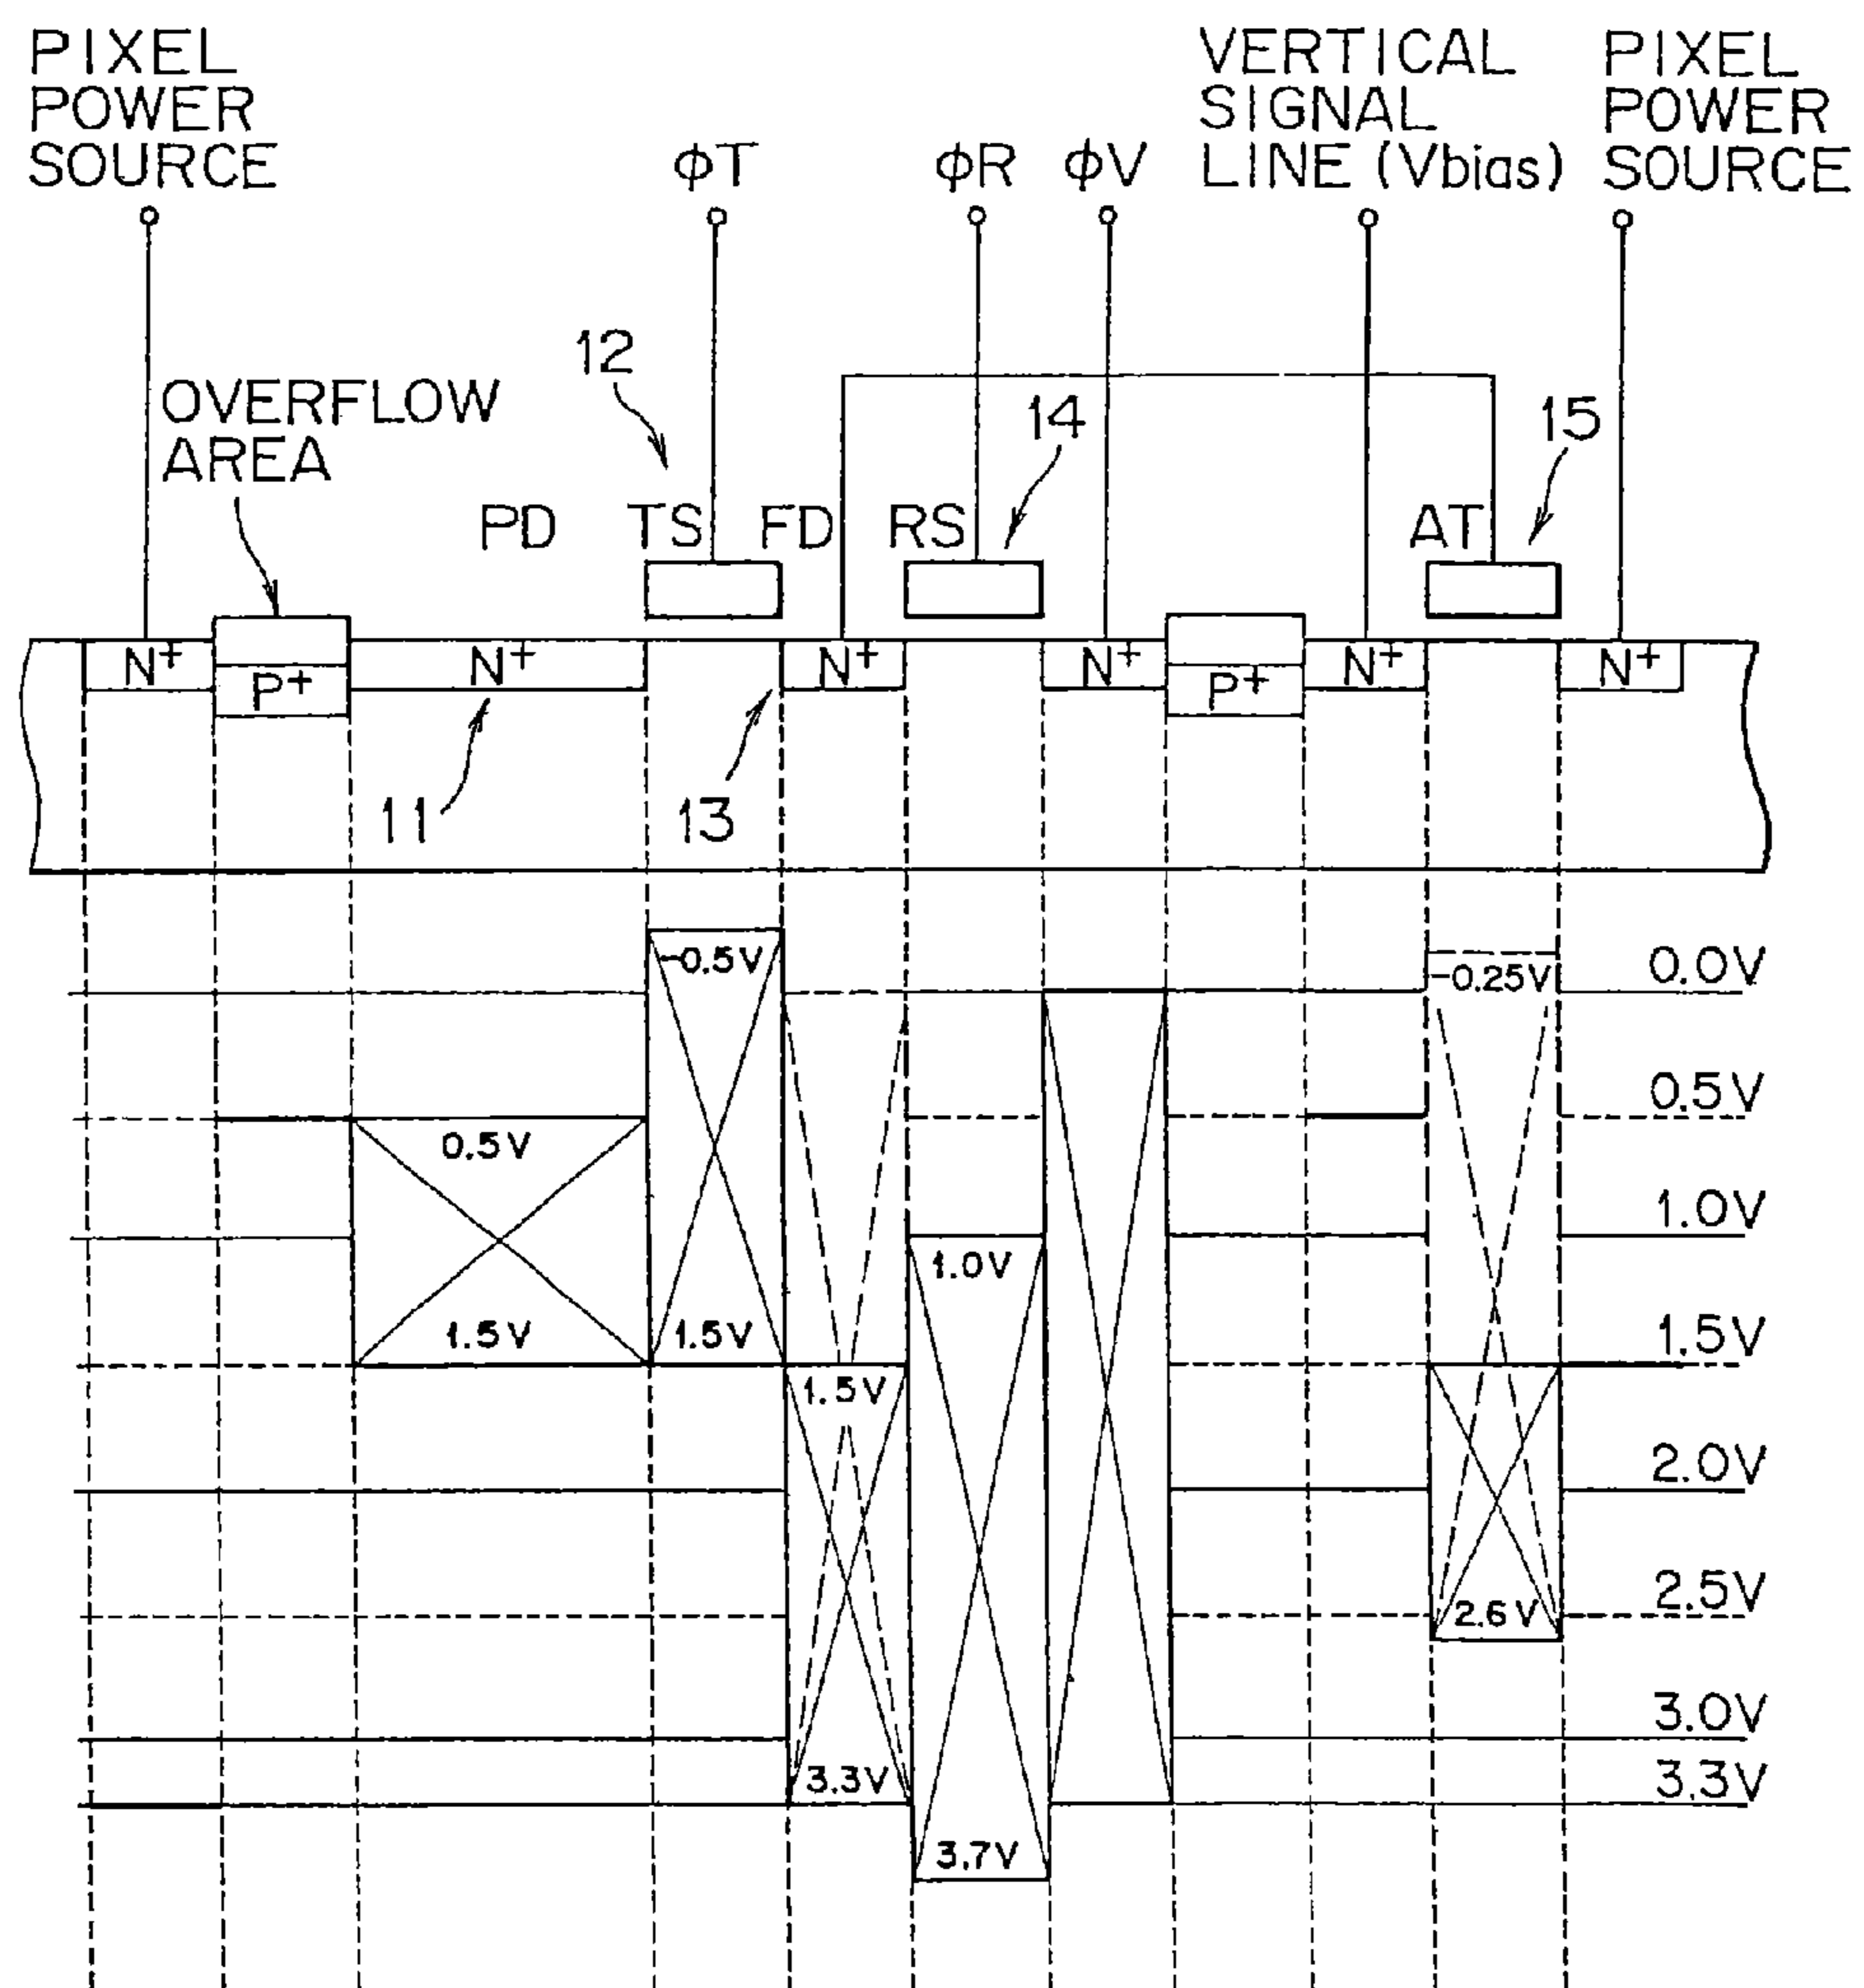 PIXEL
POWER
SOURCE
ϕT
ϕR
ϕV
VERTICAL
SIGNAL
LINE (Vbias)
PIXEL
POWER
SOURCE
12
OVERFLOW
AREA
14
15
PD
TS
FD
RS
AT
N+
P+
N+
N+
N+
P+
N+
N+
11
13
-0.5V
-0.25V
0.0V
0.5V
0.5V
1.0V
1.0V
1.5V
1.5V
1.5V
1.5V
2.0V
2.5V
2.6V
3.0V
3.3V
3.3V
3.7V